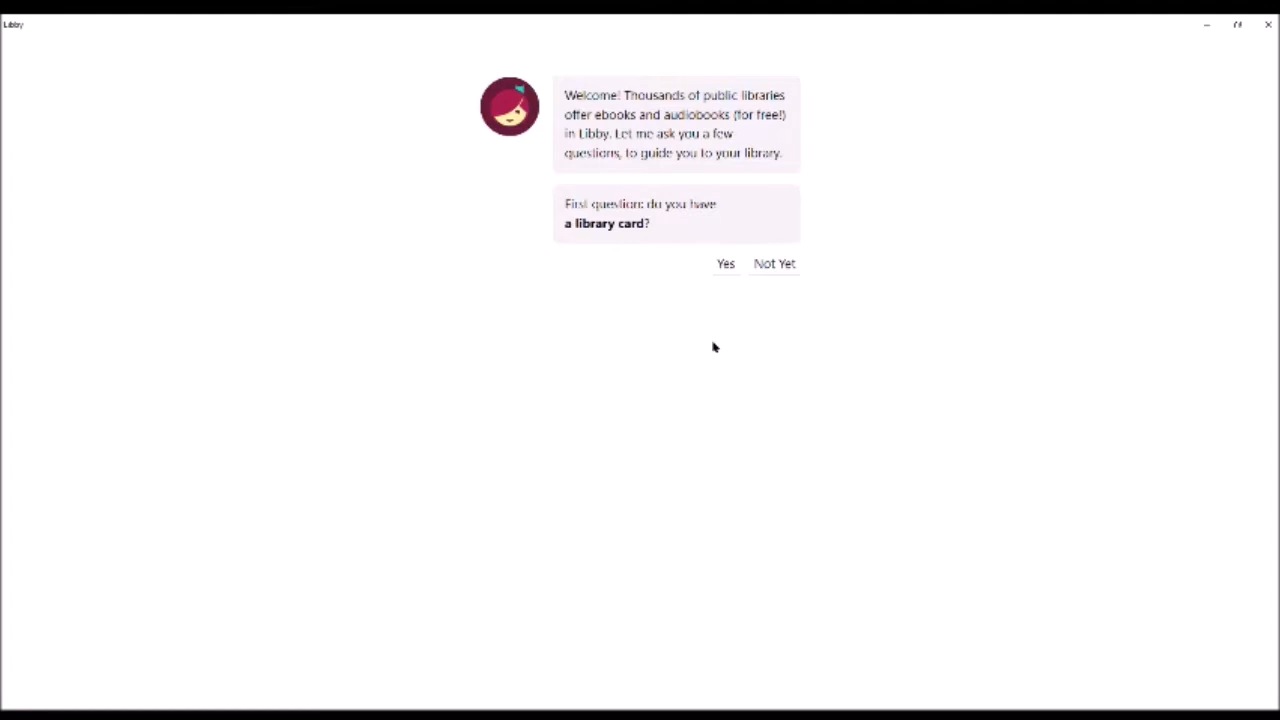 Libby
Welcome! Thousands of public libraries
offer ebooks and audiobooks (for free!)
in Libby. Let me ask you a few
questions, to guide you to your library.
First question: do you have
a library card?
Yes Not Yet